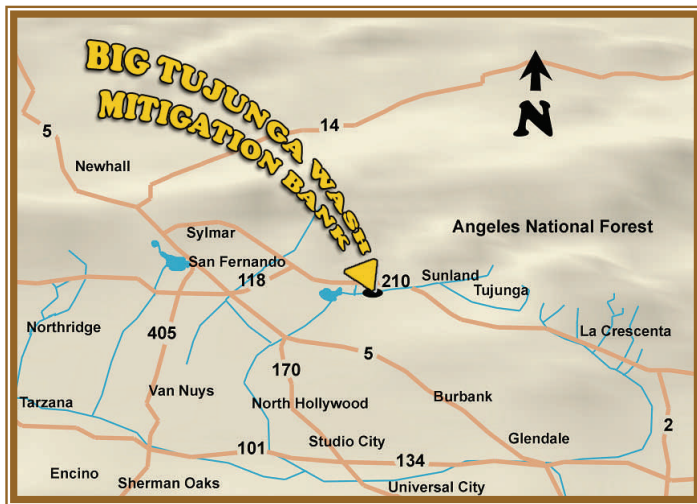 BIG TUJUNGA WASH
MITIGATION BANK
N
5
14
Newhall
Angeles National Forest
Sylmar
San Fernando
118
210
Sunland
Tujunga
Northridge
405
La Crescenta
5
170
Van Nuys
Burbank
Tarzana
North Hollywood
2
Studio City
Glendale
101
134
Encino
Sherman Oaks
Universal City